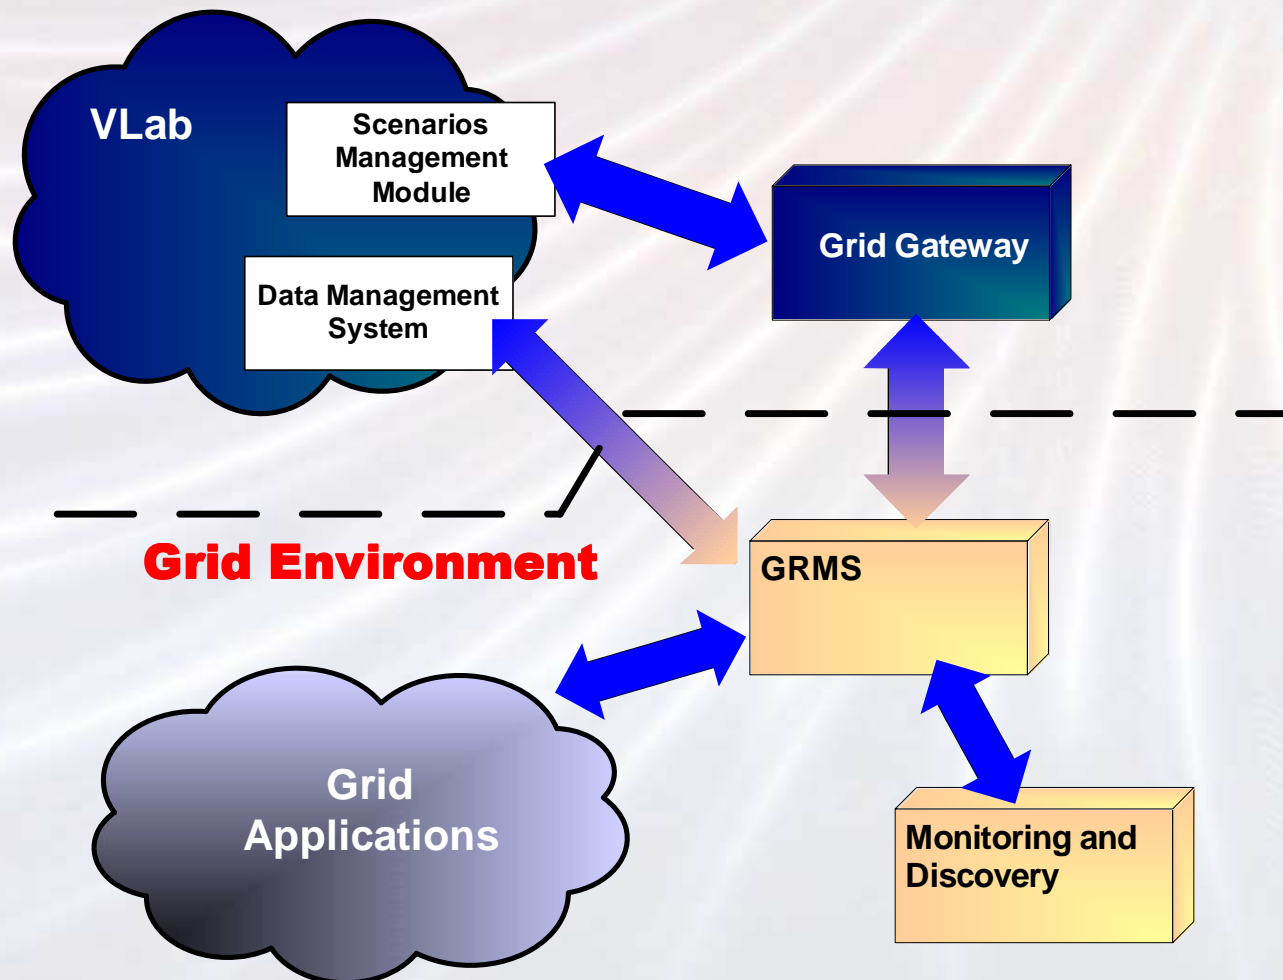 VLab
Scenarios
Management
Module
Grid Gateway
Data Management
System
Grid Environment
GRMS
Grid
Applications
Monitoring and
Discovery